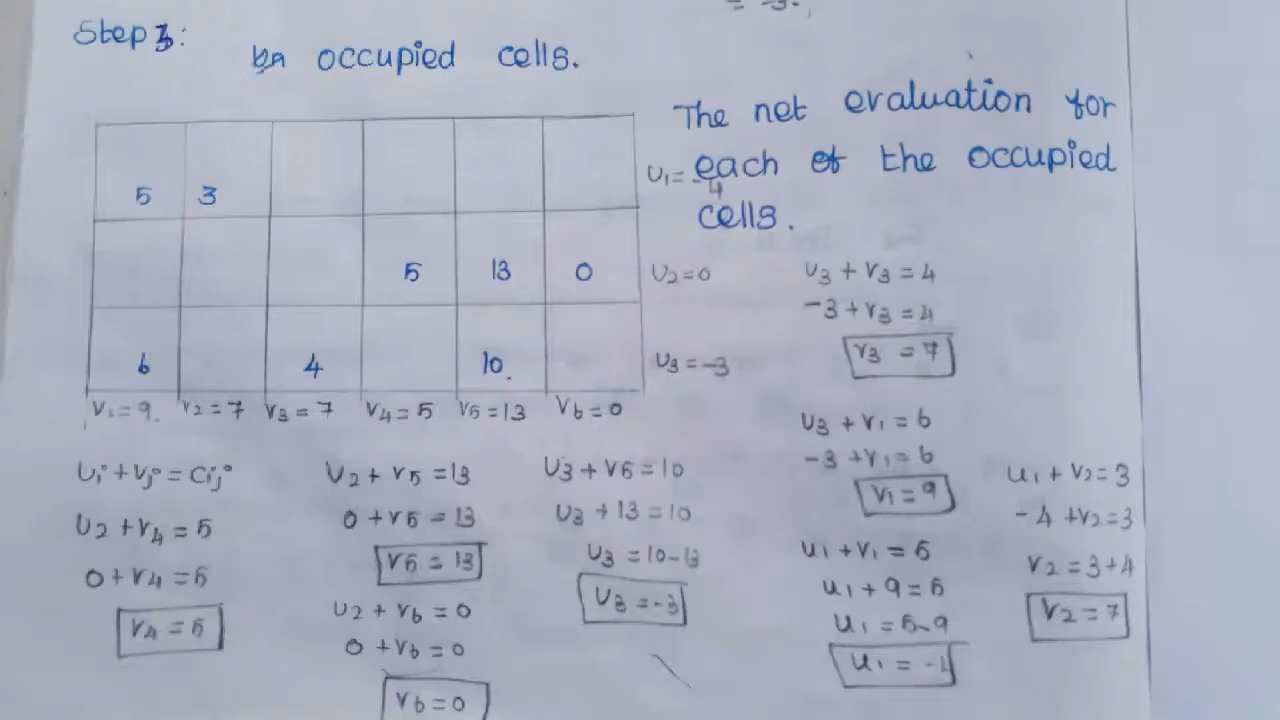 = -3.
Step 3:
occupied cells.
The net evaluation for
each of the occupied
cells.
5 3 U1 = -4
5 13 0 U2 = 0
6 4 10. U3 = -3
V1 = 9. V2 = 7 V3 = 7 V4 = 5 V5 = 13 V6 = 0
Ui + Vj = Cij
U2 + V4 = 5
0 + V4 = 5
V4 = 5
U2 + V5 = 13
0 + V5 = 13
V5 = 13
U2 + V6 = 0
0 + V6 = 0
V6 = 0
U3 + V5 = 10
U3 + 13 = 10
U3 = 10 - 13
U3 = -3
U3 + V3 = 4
-3 + V3 = 4
V3 = 7
U3 + V1 = 6
-3 + V1 = 6
V1 = 9
U1 + V1 = 5
U1 + 9 = 5
U1 = 5 - 9
U1 = -4
U1 + V2 = 3
-4 + V2 = 3
V2 = 3 + 4
V2 = 7